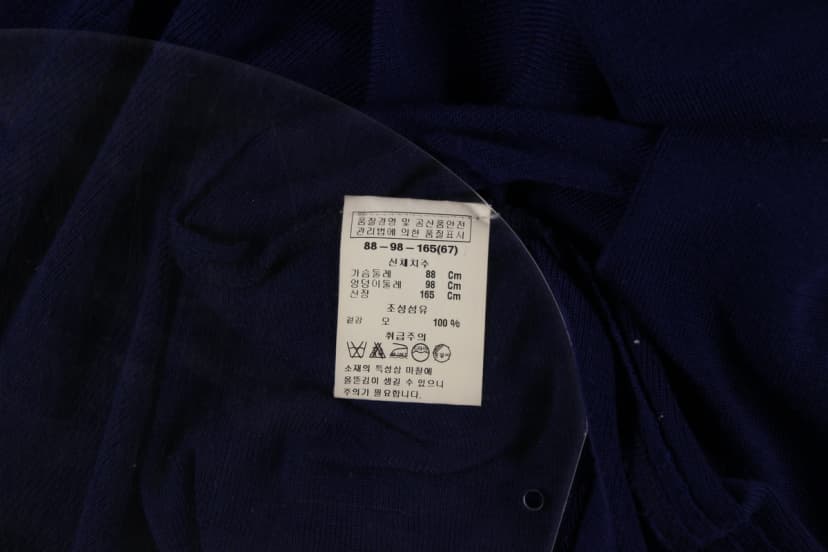 품질경영 및 공산품안전
관리법에 의한 품질표시
88-98-165(67)
신체치수
가슴둘레 88 Cm
엉덩이둘레 98 Cm
신장 165 Cm
조성섬유
겉감 모 100 %
취급주의
소재의 특성상 마찰에
올뜯김이 생길 수 있으니
주의가 필요합니다.